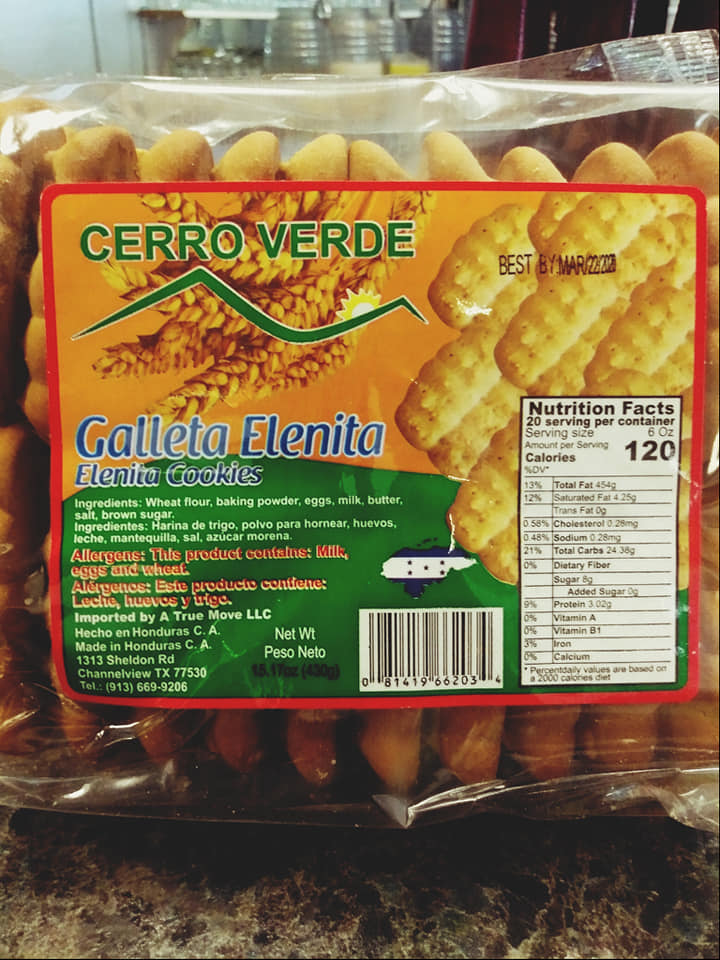 CERRO VERDE
BEST BY:MAR/22/2020
Galleta Elenita
Elenita Cookies
Ingredients: Wheat flour, baking powder, eggs, milk, butter,
salt, brown sugar.
Ingredientes: Harina de trigo, polvo para hornear, huevos,
leche, mantequilla, sal, azúcar morena.
Allergens: This product contains: Milk,
eggs and wheat.
Alérgenos: Este producto contiene:
Leche, huevos y trigo.
Imported by A True Move LLC
Hecho en Honduras C. A.
Made in Honduras C. A.
1313 Sheldon Rd
Channelview TX 77530
Tel.: (913) 669-9206
Net Wt
Peso Neto
15.17oz (430g)
0 81419 66203 4
Nutrition Facts
20 serving per container
Serving size 6 Oz
Amount per Serving
Calories 120
%DV*
13% Total Fat 454g
12% Saturated Fat 4.25g
Trans Fat 0g
0.58% Cholesterol 0.28mg
0.48% Sodium 0.28mg
21% Total Carbs 24.38g
0% Dietary Fiber
Sugar 8g
Added Sugar 0g
9% Protein 3.02g
0% Vitamin A
0% Vitamin B1
3% Iron
0% Calcium
* Percentdaily values are based on
a 2000 calories diet